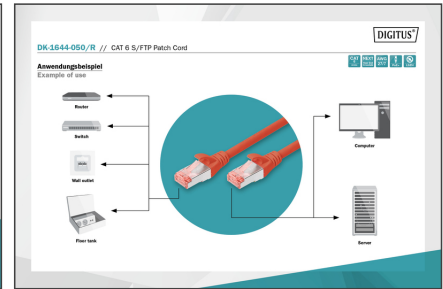 DIGITUS®
DK-1644-050/R // CAT 6 S/FTP Patch Cord
Anwendungsbeispiel
Example of use
Router
Switch
Wall outlet
Floor tank
Computer
Server